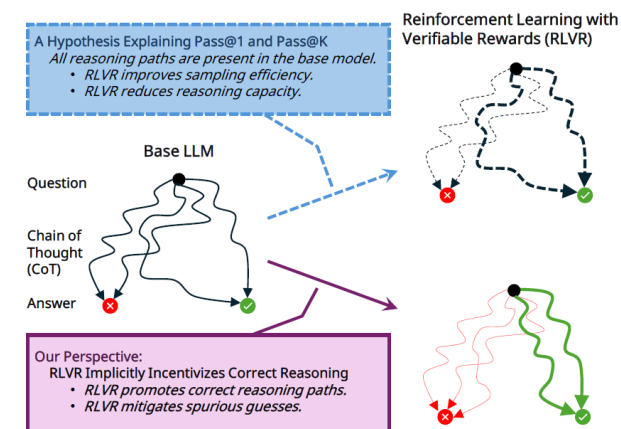 Reinforcement Learning with
Verifiable Rewards (RLVR)
A Hypothesis Explaining Pass@1 and Pass@K
All reasoning paths are present in the base model.
• RLVR improves sampling efficiency.
• RLVR reduces reasoning capacity.
Base LLM
Question
Chain of
Thought
(CoT)
Answer
Our Perspective:
RLVR Implicitly Incentivizes Correct Reasoning
• RLVR promotes correct reasoning paths.
• RLVR mitigates spurious guesses.